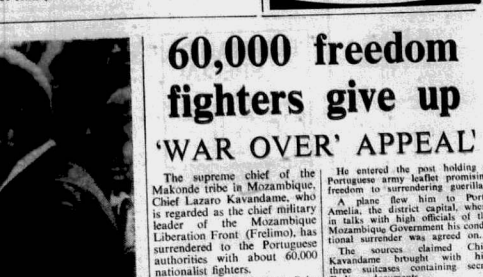 60,000 freedom
fighters give up
'WAR OVER' APPEAL'
The supreme chief of the
Makonde tribe in Mozambique,
Chief Lazaro Kavandame, who
is regarded as the chief military
leader of the Mozambique
Liberation Front (Frelimo), has
surrendered to the Portuguese
authorities with about 60,000
nationalist fighters.
He entered the post holding
Portuguese army leaflet promisin
freedom to surrendering guerilla
A plane flew him to Port
Amelia, the district capital, whe
in talks with high officials of t
Mozambique Government his cond
tional surrender was agreed on.
The sources claimed Chi
Kavandame brought with hi
three suitcases containing sec